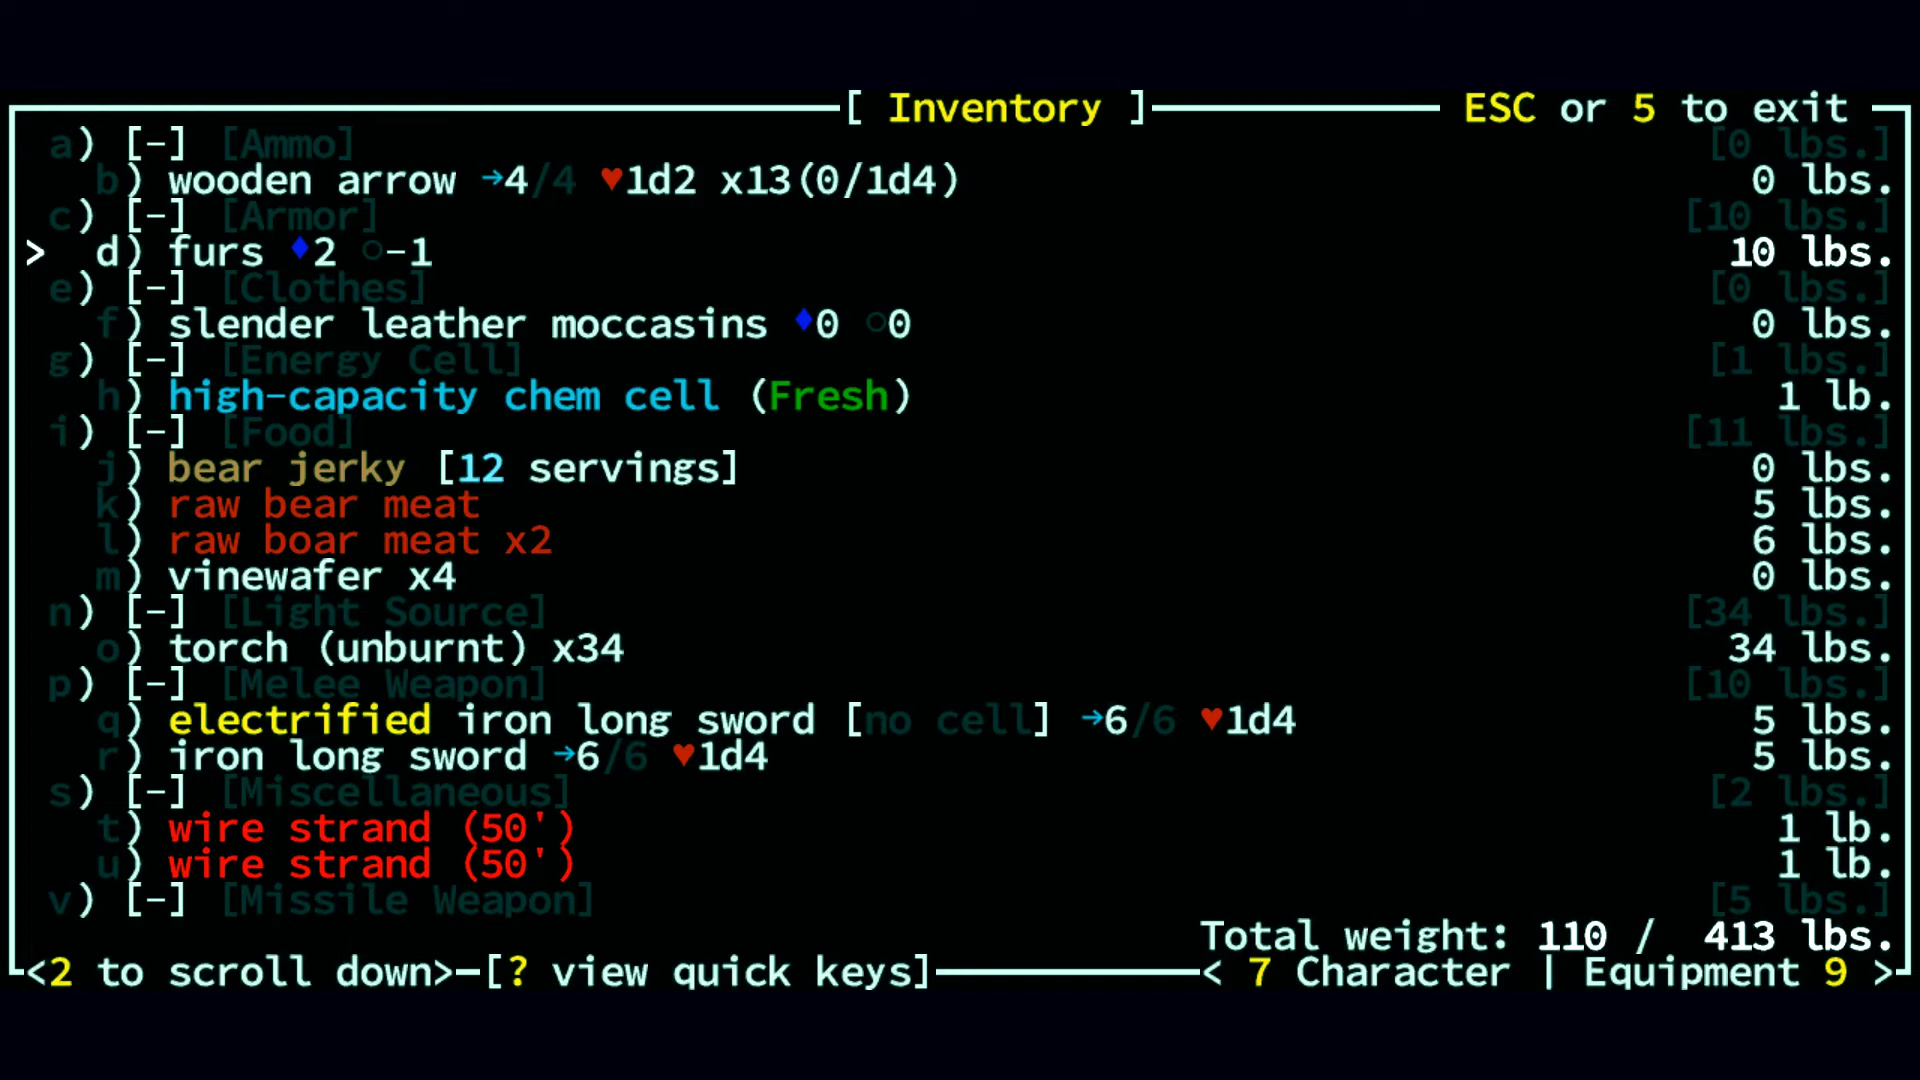 [ Inventory ] ESC or 5 to exit
a) [-] [Ammo] [0 lbs.]
b) wooden arrow →4/4 ♥1d2 x13(0/1d4) 0 lbs.
c) [-] [Armor] [10 lbs.]
> d) furs ♦2 ○-1 10 lbs.
e) [-] [Clothes] [0 lbs.]
f) slender leather moccasins ♦0 ○0 0 lbs.
g) [-] [Energy Cell] [1 lbs.]
h) high-capacity chem cell (Fresh) 1 lb.
i) [-] [Food] [11 lbs.]
j) bear jerky [12 servings] 0 lbs.
k) raw bear meat 5 lbs.
l) raw boar meat x2 6 lbs.
m) vinewafer x4 0 lbs.
n) [-] [Light Source] [34 lbs.]
o) torch (unburnt) x34 34 lbs.
p) [-] [Melee Weapon] [10 lbs.]
q) electrified iron long sword [no cell] →6/6 ♥1d4 5 lbs.
r) iron long sword →6/6 ♥1d4 5 lbs.
s) [-] [Miscellaneous] [2 lbs.]
t) wire strand (50') 1 lb.
u) wire strand (50') 1 lb.
v) [-] [Missile Weapon] [5 lbs.]
Total weight: 110 / 413 lbs.
<2 to scroll down> [? view quick keys] < 7 Character | Equipment 9 >